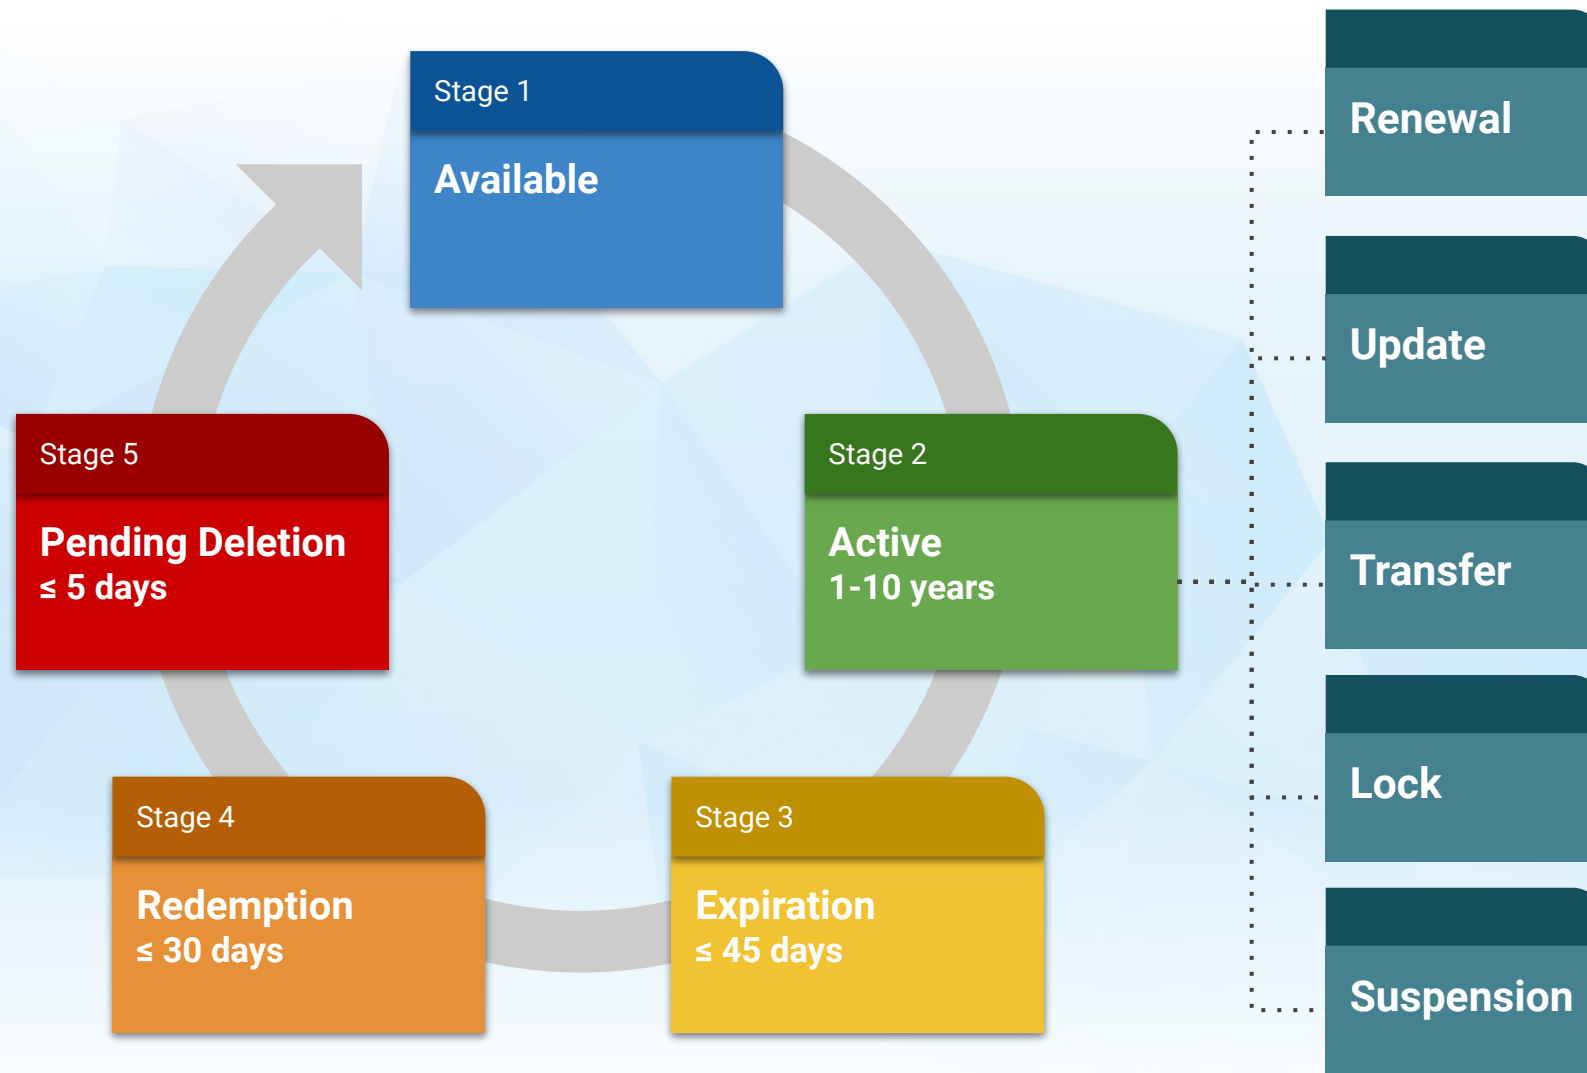 Stage 1
Available
Stage 2
Active
1-10 years
Stage 3
Expiration
≤ 45 days
Stage 4
Redemption
≤ 30 days
Stage 5
Pending Deletion
≤ 5 days
Renewal
Update
Transfer
Lock
Suspension